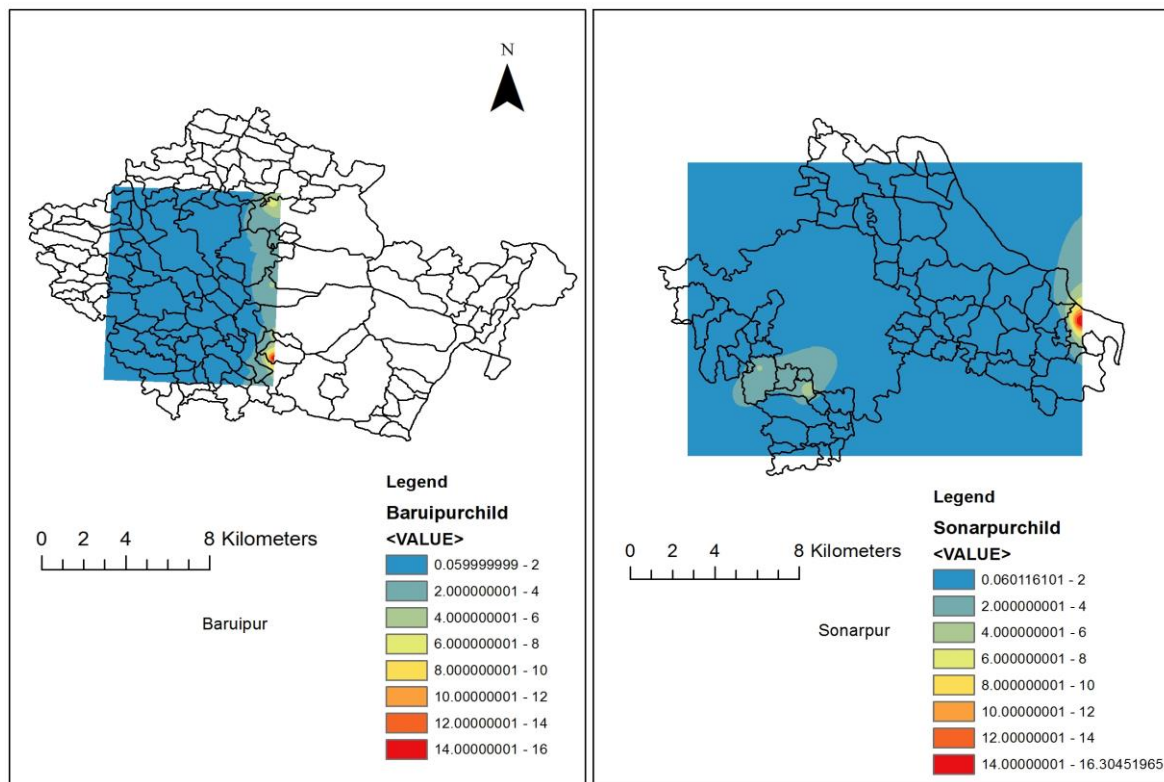 N
Legend
Baruipurchild
<VALUE>
0 2 4 8 Kilometers
0.059999999 - 2
2.000000001 - 4
4.000000001 - 6
6.000000001 - 8
8.000000001 - 10
10.00000001 - 12
12.00000001 - 14
14.00000001 - 16
Baruipur
Legend
Sonarpurchild
<VALUE>
0 2 4 8 Kilometers
0.060116101 - 2
2.000000001 - 4
4.000000001 - 6
6.000000001 - 8
8.000000001 - 10
10.00000001 - 12
12.00000001 - 14
14.00000001 - 16.30451965
Sonarpur